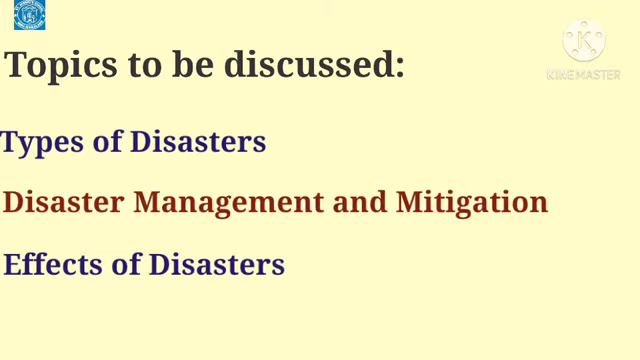 Topics to be discussed:
K
KINEMASTER
Types of Disasters
Disaster Management and Mitigation
Effects of Disasters